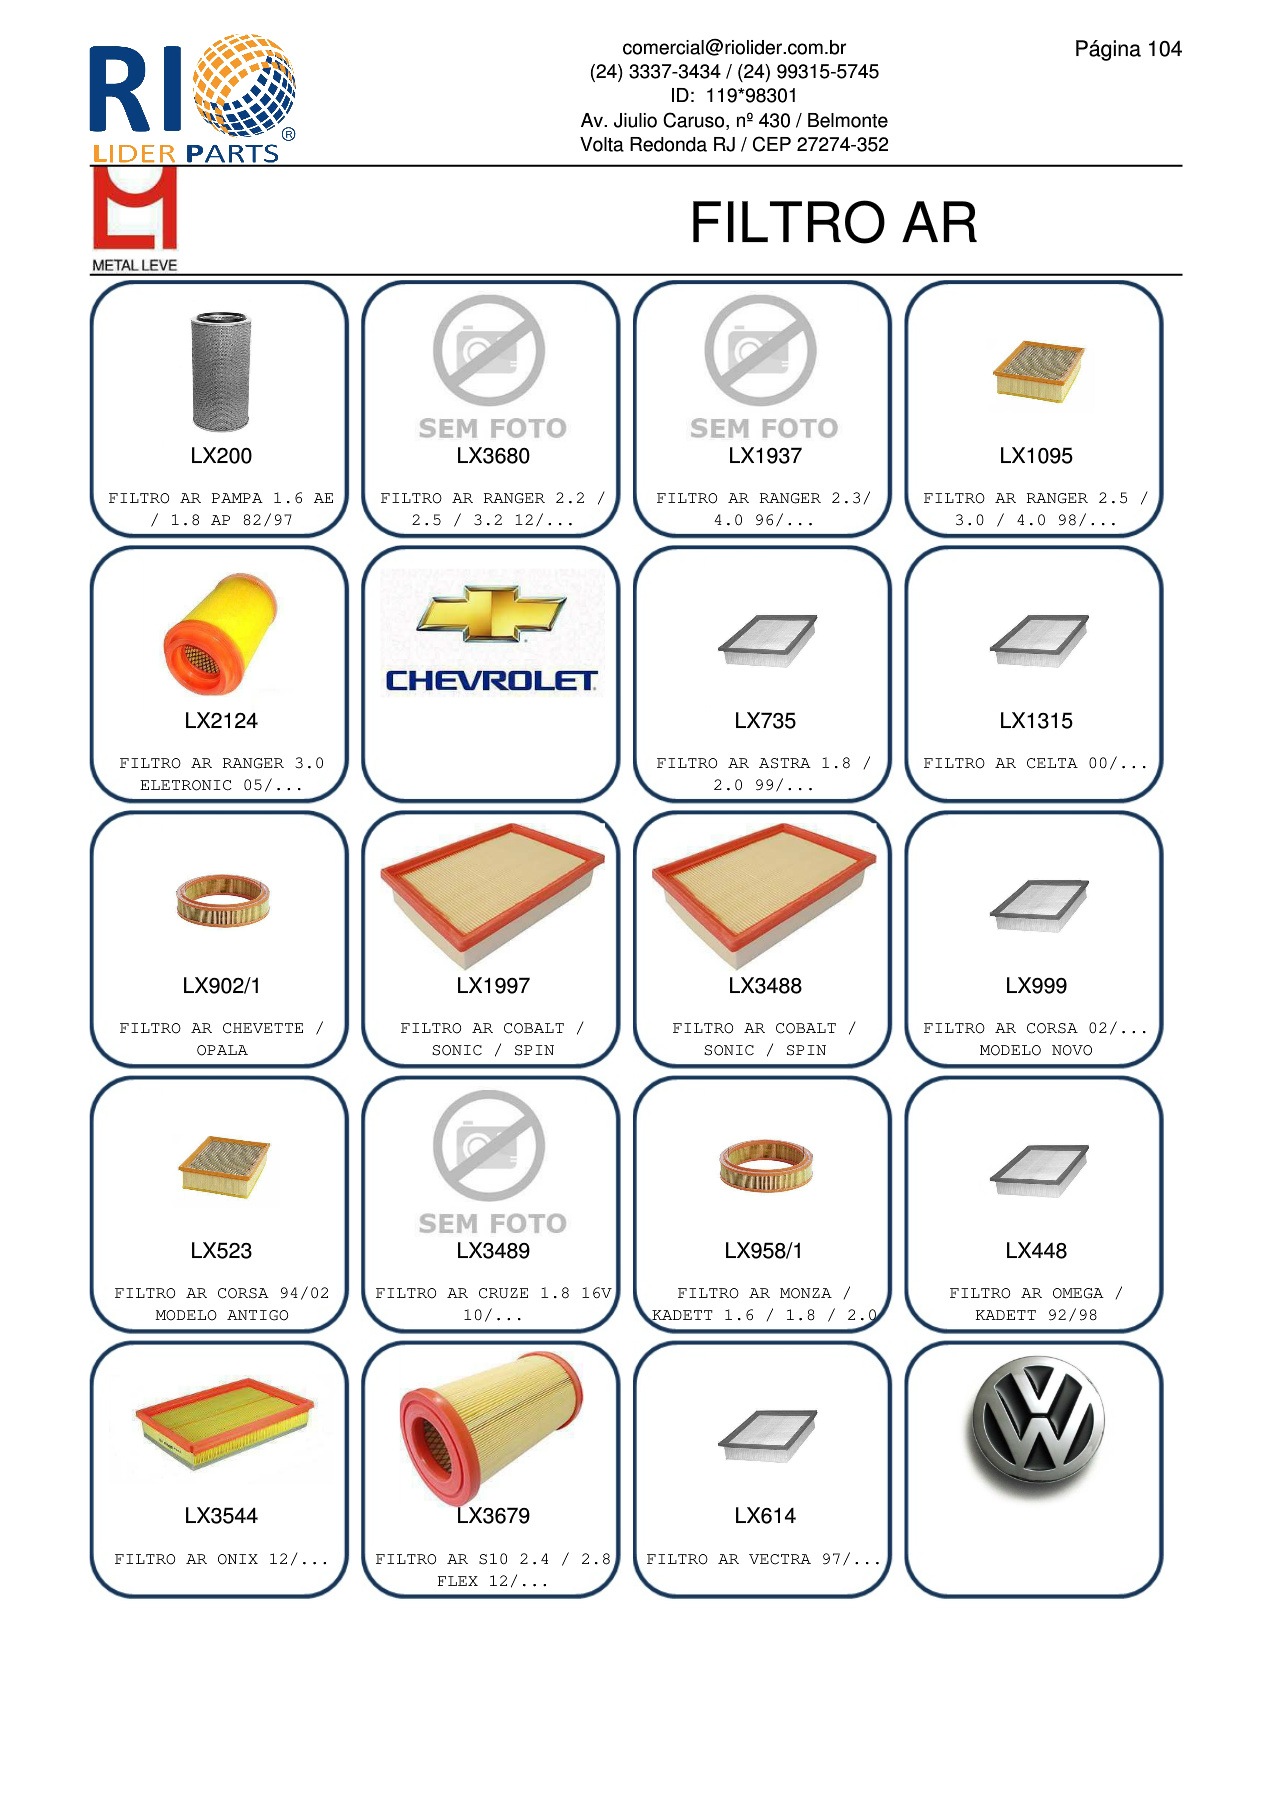 RIO
LIDER PARTS
®
comercial@riolider.com.br
(24) 3337-3434 / (24) 99315-5745
ID:  119*98301
Av. Jiulio Caruso, nº 430 / Belmonte
Volta Redonda RJ / CEP 27274-352
Página 104
METAL LEVE
FILTRO AR
SEM FOTO
SEM FOTO
LX200
LX3680
LX1937
LX1095
FILTRO AR PAMPA 1.6 AE
/ 1.8 AP 82/97
FILTRO AR RANGER 2.2 /
2.5 / 3.2 12/...
FILTRO AR RANGER 2.3/
4.0 96/...
FILTRO AR RANGER 2.5 /
3.0 / 4.0 98/...
CHEVROLET
LX2124
LX735
LX1315
FILTRO AR RANGER 3.0
ELETRONIC 05/...
FILTRO AR ASTRA 1.8 /
2.0 99/...
FILTRO AR CELTA 00/...
LX902/1
LX1997
LX3488
LX999
FILTRO AR CHEVETTE /
OPALA
FILTRO AR COBALT /
SONIC / SPIN
FILTRO AR COBALT /
SONIC / SPIN
FILTRO AR CORSA 02/...
MODELO NOVO
SEM FOTO
LX523
LX3489
LX958/1
LX448
FILTRO AR CORSA 94/02
MODELO ANTIGO
FILTRO AR CRUZE 1.8 16V
10/...
FILTRO AR MONZA /
KADETT 1.6 / 1.8 / 2.0
FILTRO AR OMEGA /
KADETT 92/98
LX3544
LX3679
LX614
FILTRO AR ONIX 12/...
FILTRO AR S10 2.4 / 2.8
FLEX 12/...
FILTRO AR VECTRA 97/...